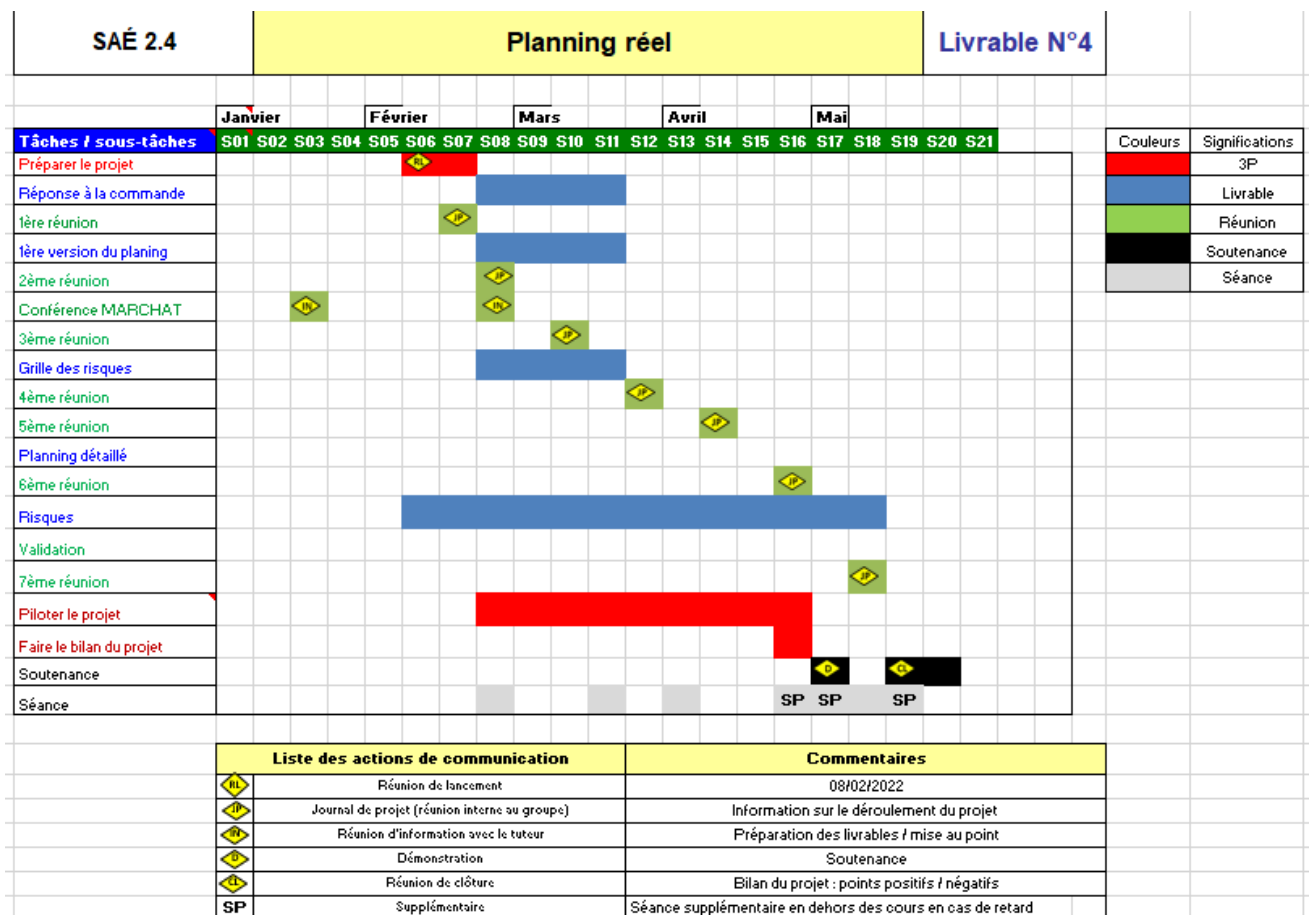 SAÉ 2.4 Planning réel Livrable N°4
Janvier Février Mars Avril Mai
Tâches / sous-tâches S01 S02 S03 S04 S05 S06 S07 S08 S09 S10 S11 S12 S13 S14 S15 S16 S17 S18 S19 S20 S21 Couleurs Significations
Préparer le projet RL 3P
Réponse à la commande Livrable
1ère réunion JP Réunion
1ère version du planing Soutenance
2ème réunion JP Séance
Conférence MARCHAT IN IN
3ème réunion JP
Grille des risques
4ème réunion JP
5ème réunion JP
Planning détaillé
6ème réunion JP
Risques
Validation
7ème réunion JP
Piloter le projet
Faire le bilan du projet
Soutenance D CL
Séance SP SP SP
Liste des actions de communication Commentaires
RL Réunion de lancement 08/02/2022
JP Journal de projet (réunion interne au groupe) Information sur le déroulement du projet
IN Réunion d'information avec le tuteur Préparation des livrables / mise au point
D Démonstration Soutenance
CL Réunion de clôture Bilan du projet : points positifs / négatifs
SP Supplémentaire Séance supplémentaire en dehors des cours en cas de retard